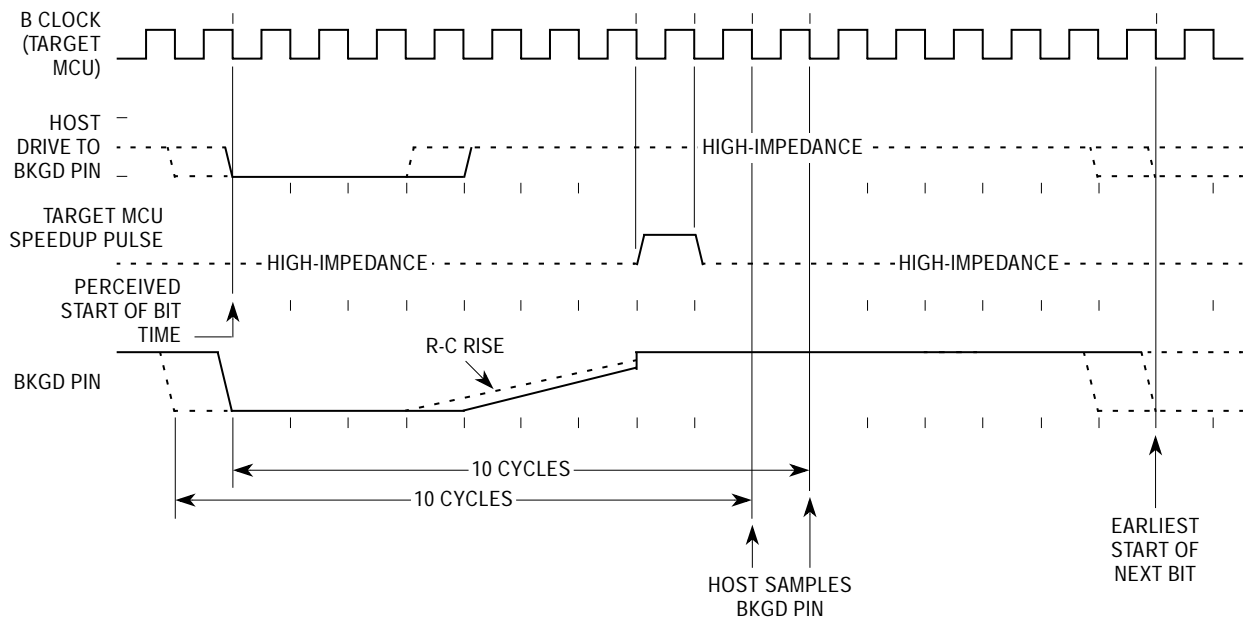 B CLOCK
(TARGET
MCU)
HOST
DRIVE TO
BKGD PIN
HIGH-IMPEDANCE
TARGET MCU
SPEEDUP PULSE
HIGH-IMPEDANCE
HIGH-IMPEDANCE
PERCEIVED
START OF BIT
TIME
R-C RISE
BKGD PIN
10 CYCLES
10 CYCLES
HOST SAMPLES
BKGD PIN
EARLIEST
START OF
NEXT BIT